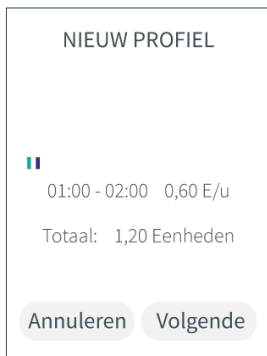 NIEUW PROFIEL
01:00 - 02:00 0,60 E/u
Totaal: 1,20 Eenheden
Annuleren Volgende